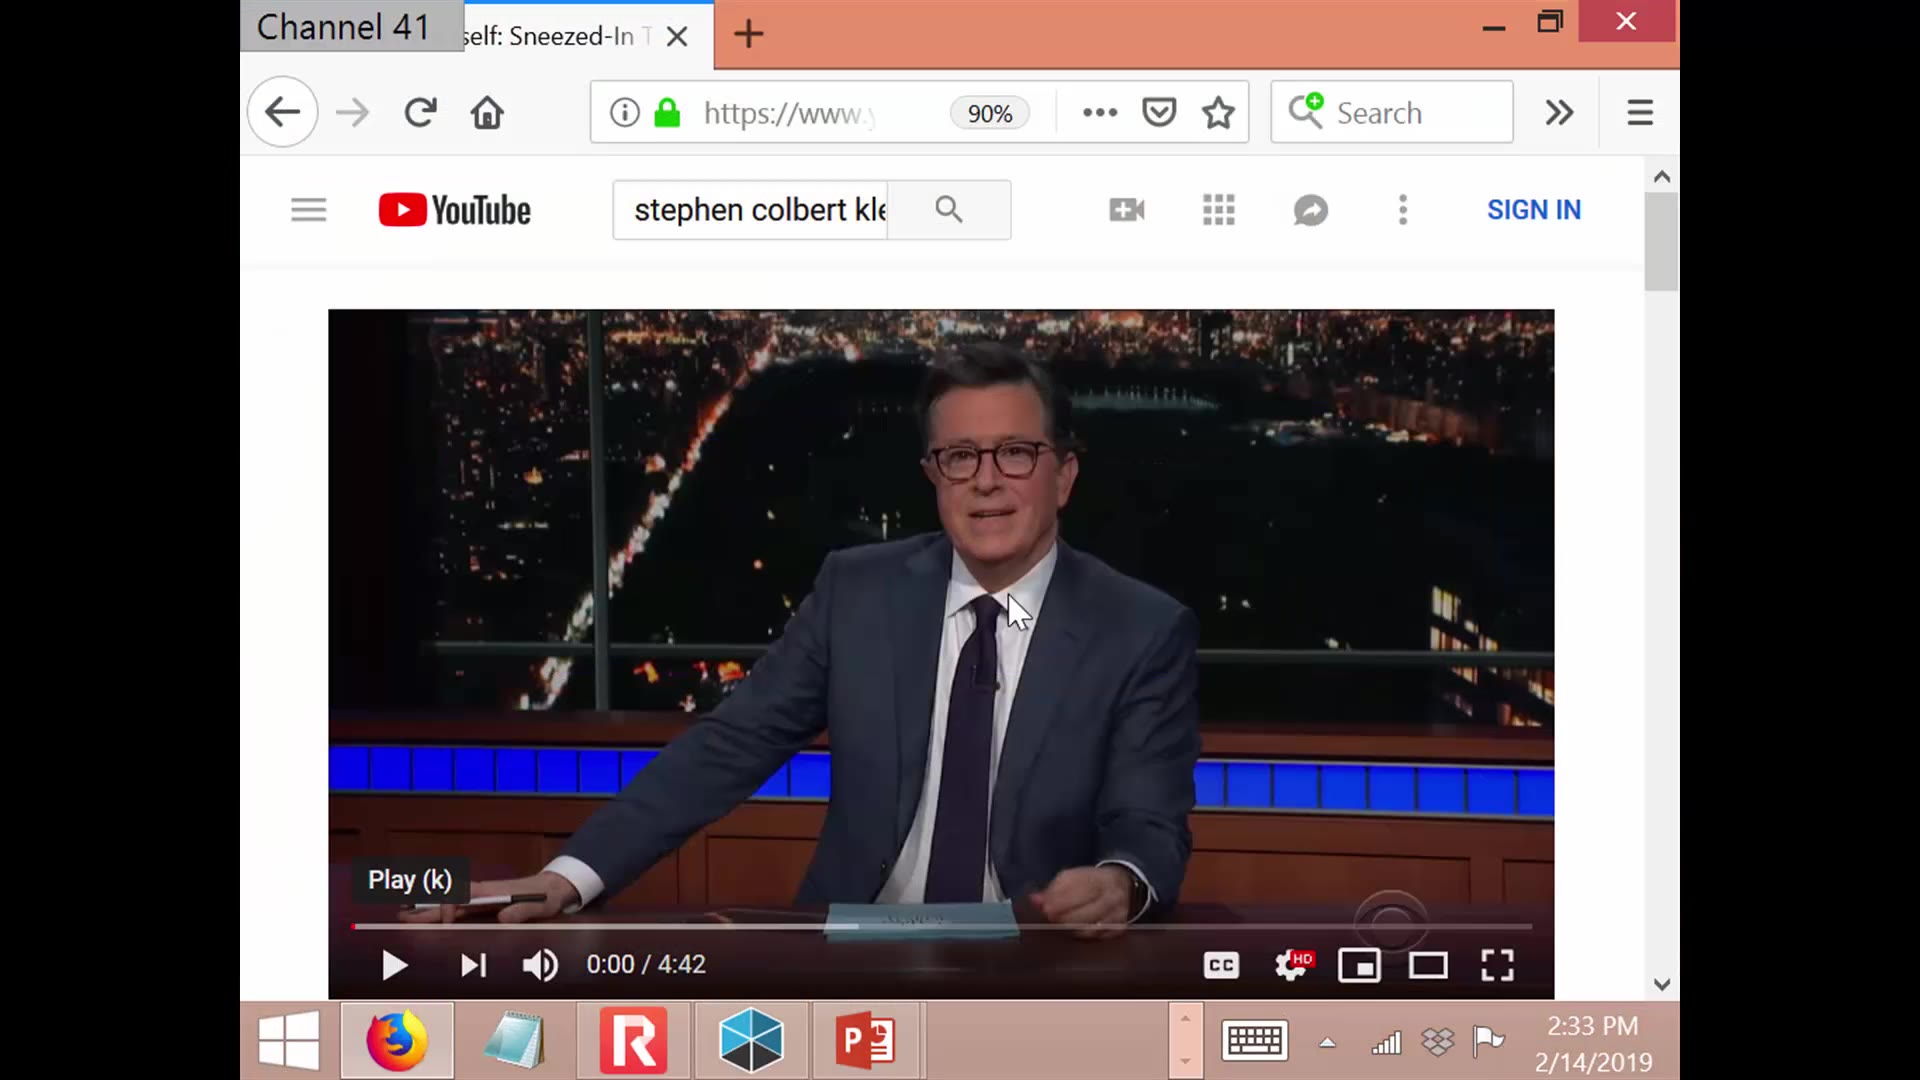 Channel 41
self: Sneezed-In T
https://www.y
90%
Search
YouTube
stephen colbert kle
SIGN IN
Play (k)
0:00 / 4:42
CC
HD
2:33 PM
2/14/2019